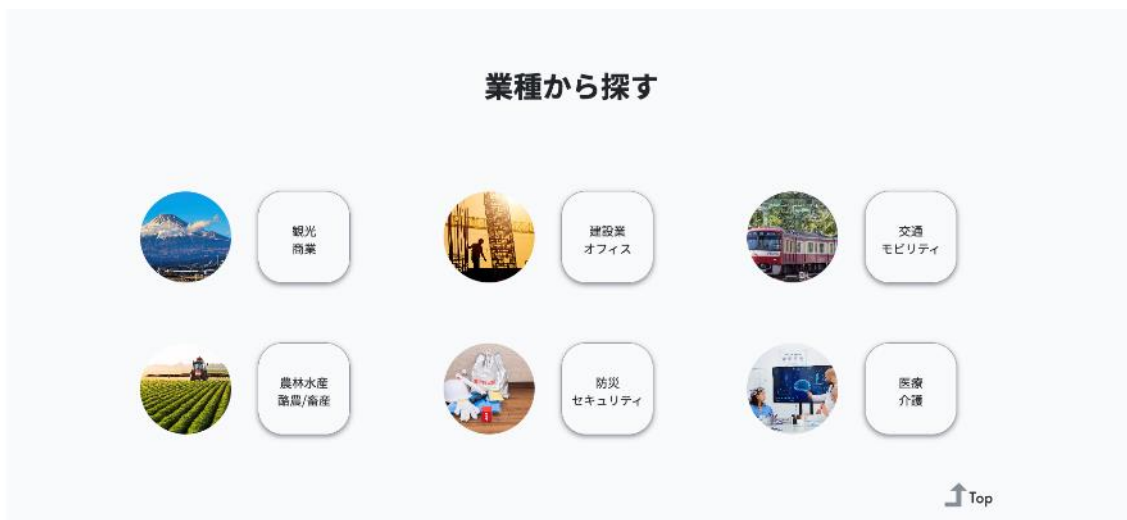 業種から探す
観光
商業
建設業
オフィス
交通
モビリティ
農林水産
酪農/畜産
防災
セキュリティ
医療
介護
Top